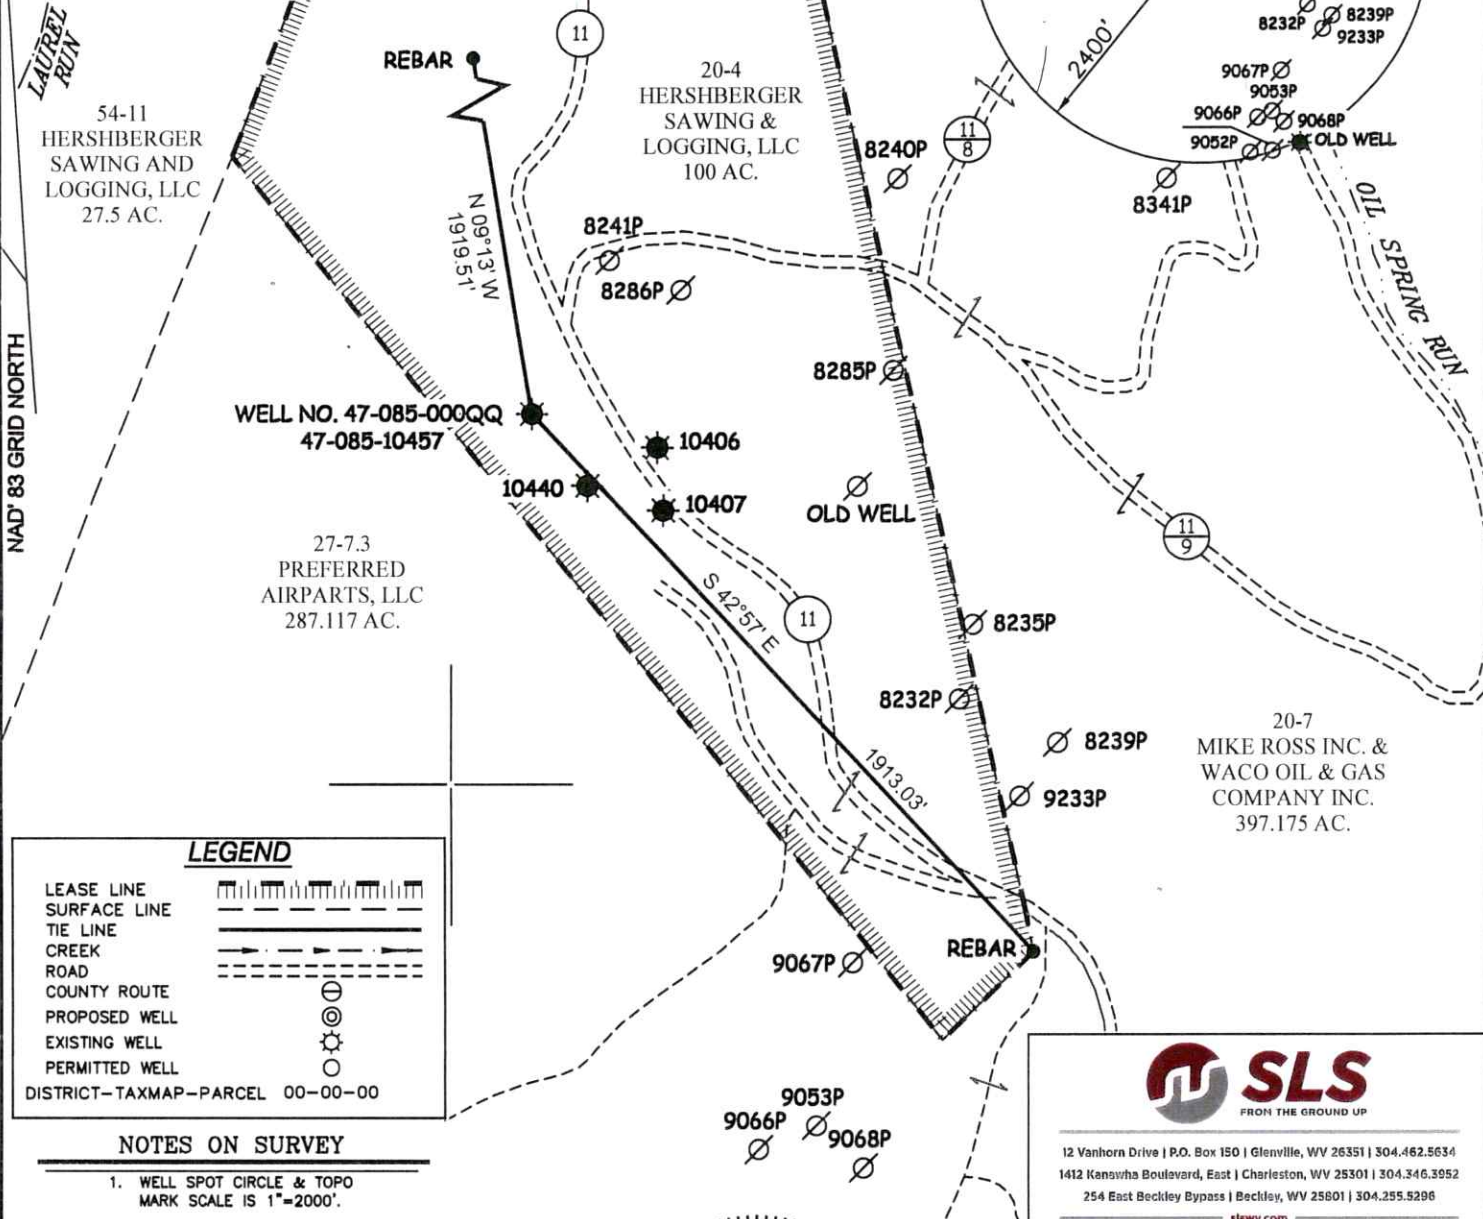 LAUREL
RUN
54-11
HERSHBERGER
SAWING AND
LOGGING, LLC
27.5 AC.
REBAR
11
20-4
HERSHBERGER
SAWING &
LOGGING, LLC
100 AC.
2400'
8232P
8239P
9233P
9067P
9053P
9066P
9068P
9052P
OLD WELL
11
8
8240P
8341P
OIL SPRING RUN
N 09°13' W
1919.51'
8241P
8286P
8285P
NAD' 83 GRID NORTH
WELL NO. 47-085-000QQ
47-085-10457
10406
10440
10407
OLD WELL
11
9
27-7.3
PREFERRED
AIRPARTS, LLC
287.117 AC.
S 42°57' E
11
8235P
8232P
8239P
9233P
1913.03'
20-7
MIKE ROSS INC. &
WACO OIL & GAS
COMPANY INC.
397.175 AC.
LEGEND
LEASE LINE
SURFACE LINE
TIE LINE
CREEK
ROAD
COUNTY ROUTE
PROPOSED WELL
EXISTING WELL
PERMITTED WELL
DISTRICT-TAXMAP-PARCEL 00-00-00
9067P
REBAR
9053P
9066P
9068P
NOTES ON SURVEY
1. WELL SPOT CIRCLE & TOPO
MARK SCALE IS 1"=2000'.
SLS
FROM THE GROUND UP
12 Vanhorn Drive | P.O. Box 150 | Glenville, WV 26351 | 304.462.5634
1412 Kanawha Boulevard, East | Charleston, WV 25301 | 304.346.3952
254 East Beckley Bypass | Beckley, WV 25801 | 304.255.5296
slswv.com